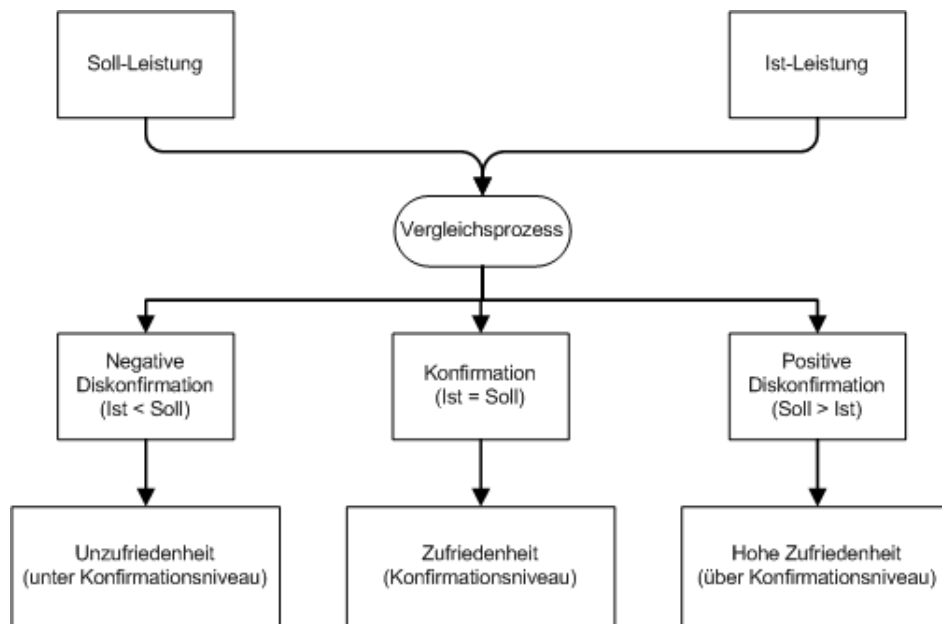 Soll-Leistung
Ist-Leistung
Vergleichsprozess
Negative
Diskonfirmation
(Ist < Soll)
Konfirmation
(Ist = Soll)
Positive
Diskonfirmation
(Soll > Ist)
Unzufriedenheit
(unter Konfirmationsniveau)
Zufriedenheit
(Konfirmationsniveau)
Hohe Zufriedenheit
(über Konfirmationsniveau)